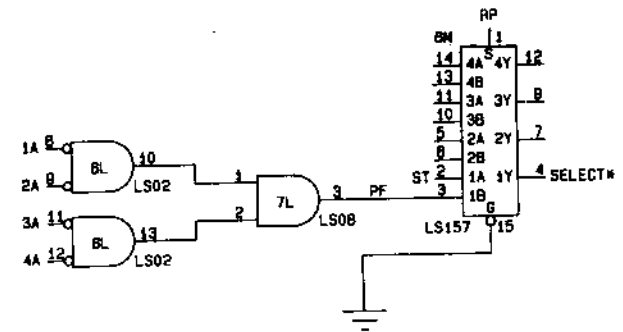 AP
6M
1
S
14 4A 4Y 12
13 4B
11 3A 3Y 9
10 3B
5 2A 2Y 7
6 2B
ST 2 1A 1Y 4 SELECT*
3 1B
G
LS157 15
1A 8
6L 10
2A 9 LS02
3A 11
6L 13
4A 12 LS02
1
7L 3 PF
2 LS08